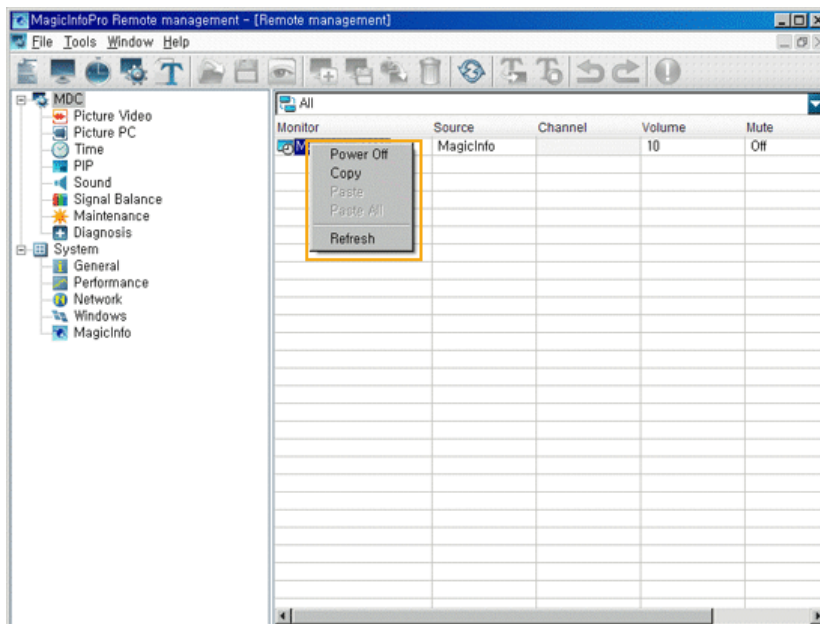 MagicInfoPro Remote management - [Remote management]
File Tools Window Help
MDC
Picture Video
Picture PC
Time
PIP
Sound
Signal Balance
Maintenance
Diagnosis
System
General
Performance
Network
Windows
MagicInfo
All
Monitor Source Channel Volume Mute
M MagicInfo 10 Off
Power Off
Copy
Paste
Paste All
Refresh